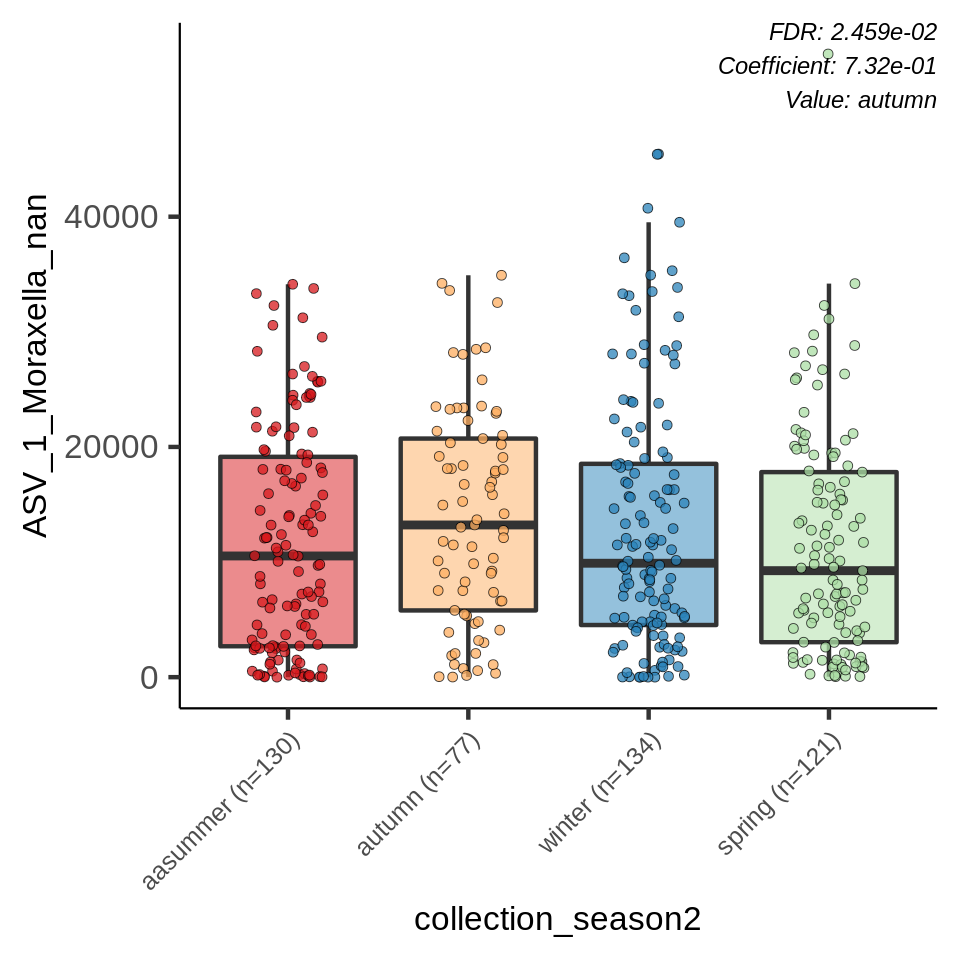 FDR: 2.459e-02
Coefficient: 7.32e-01
Value: autumn
ASV_1_Moraxella_nan
40000
20000
0
aasummer (n=130)
autumn (n=77)
winter (n=134)
spring (n=121)
collection_season2